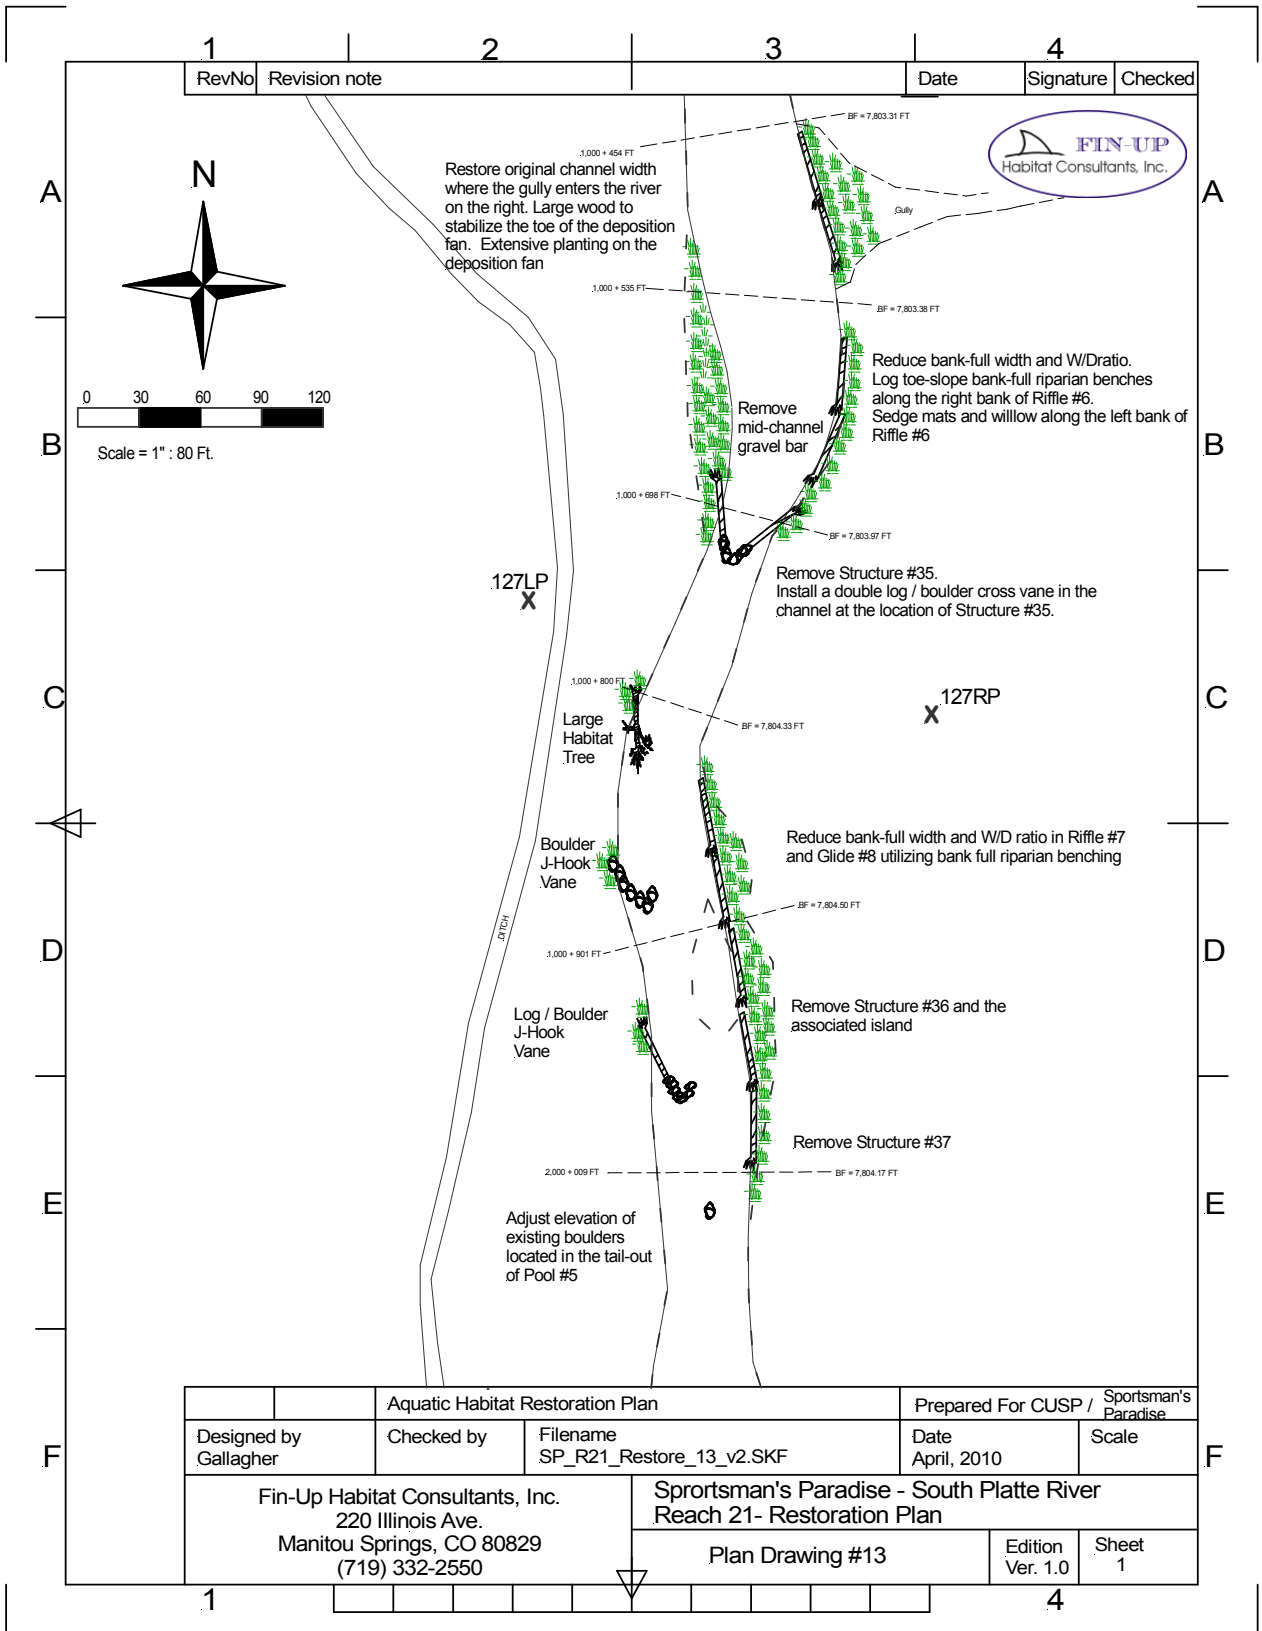 1 2 3 4
RevNo Revision note Date Signature Checked
BF = 7,803.31 FT
FIN-UP
Habitat Consultants, Inc.
1,000 + 454 FT
N
A A
Restore original channel width
where the gully enters the river
on the right. Large wood to
stabilize the toe of the deposition
fan. Extensive planting on the
deposition fan
Gully
1,000 + 535 FT
BF = 7,803.38 FT
Reduce bank-full width and W/Dratio.
Log toe-slope bank-full riparian benches
along the right bank of Riffle #6.
Sedge mats and willlow along the left bank of
Riffle #6
0 30 60 90 120
Scale = 1" : 80 Ft.
Remove
mid-channel
gravel bar
B B
1,000 + 698 FT
BF = 7,803.97 FT
Remove Structure #35.
Install a double log / boulder cross vane in the
channel at the location of Structure #35.
127LP
X
1,000 + 800 FT
C C
127RP
X
Large
Habitat
Tree
BF = 7,804.33 FT
Reduce bank-full width and W/D ratio in Riffle #7
and Glide #8 utilizing bank full riparian benching
Boulder
J-Hook
Vane
BF = 7,804.50 FT
DITCH
D D
1,000 + 901 FT
Log / Boulder
J-Hook
Vane
Remove Structure #36 and the
associated island
Remove Structure #37
2,000 + 009 FT
BF = 7,804.17 FT
E E
Adjust elevation of
existing boulders
located in the tail-out
of Pool #5
Aquatic Habitat Restoration Plan
Prepared For CUSP / Sportsman's
Paradise
F F
Designed by
Gallagher
Checked by
Filename
SP_R21_Restore_13_v2.SKF
Date
April, 2010
Scale
Fin-Up Habitat Consultants, Inc.
220 Illinois Ave.
Manitou Springs, CO 80829
(719) 332-2550
Sprortsman's Paradise - South Platte River
Reach 21- Restoration Plan
Plan Drawing #13
Edition
Ver. 1.0
Sheet
1
1 4